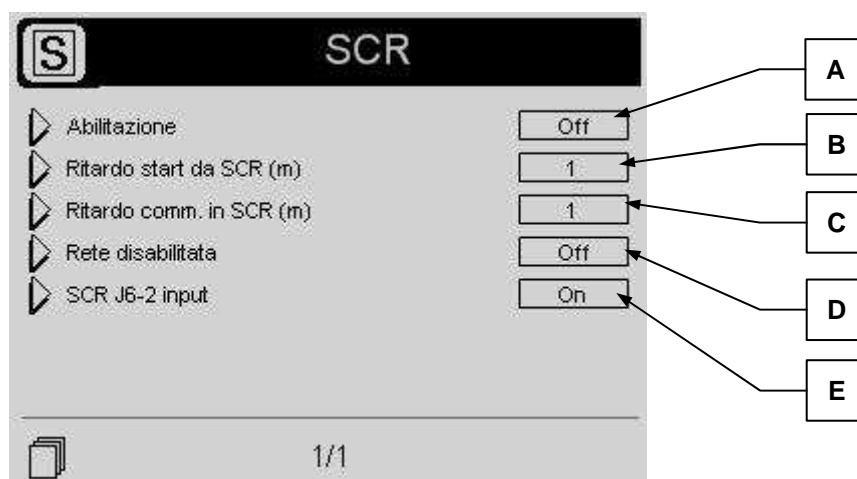 S SCR
A
Abilitazione Off
B
Ritardo start da SCR (m) 1
Ritardo comm. in SCR (m) 1
C
Rete disabilitata Off
SCR J6-2 input On
D
E
1/1